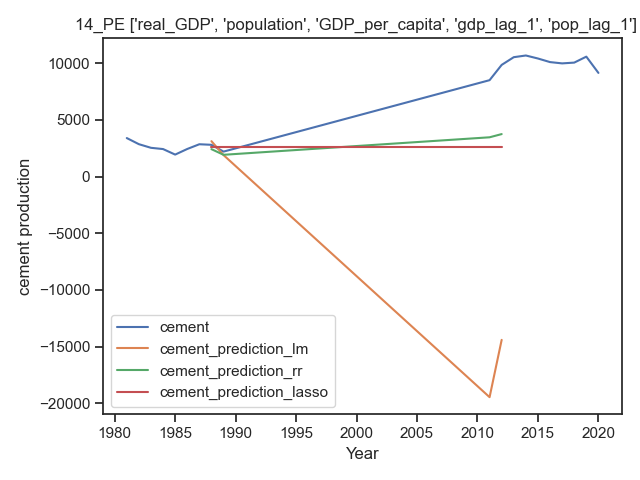 14_PE ['real_GDP', 'population', 'GDP_per_capita', 'gdp_lag_1', 'pop_lag_1']
10000
5000
0
−5000
−10000
−15000
−20000
cement production
cement
cement_prediction_lm
cement_prediction_rr
cement_prediction_lasso
1980 1985 1990 1995 2000 2005 2010 2015 2020
Year